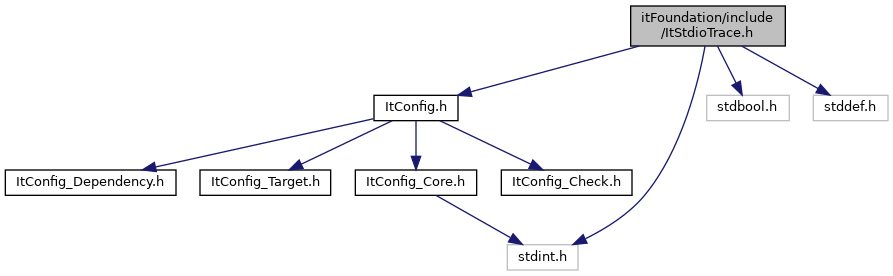 itFoundation/include
/ItStdioTrace.h
ItConfig.h
stdbool.h
stddef.h
ItConfig_Dependency.h
ItConfig_Target.h
ItConfig_Core.h
ItConfig_Check.h
stdint.h